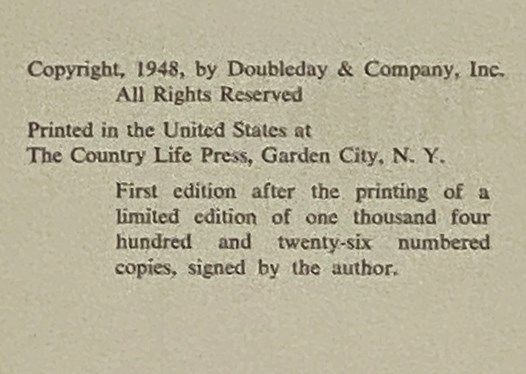 Copyright, 1948, by Doubleday & Company, Inc.
All Rights Reserved
Printed in the United States at
The Country Life Press, Garden City, N. Y.
First edition after the printing of a
limited edition of one thousand four
hundred and twenty-six numbered
copies, signed by the author.